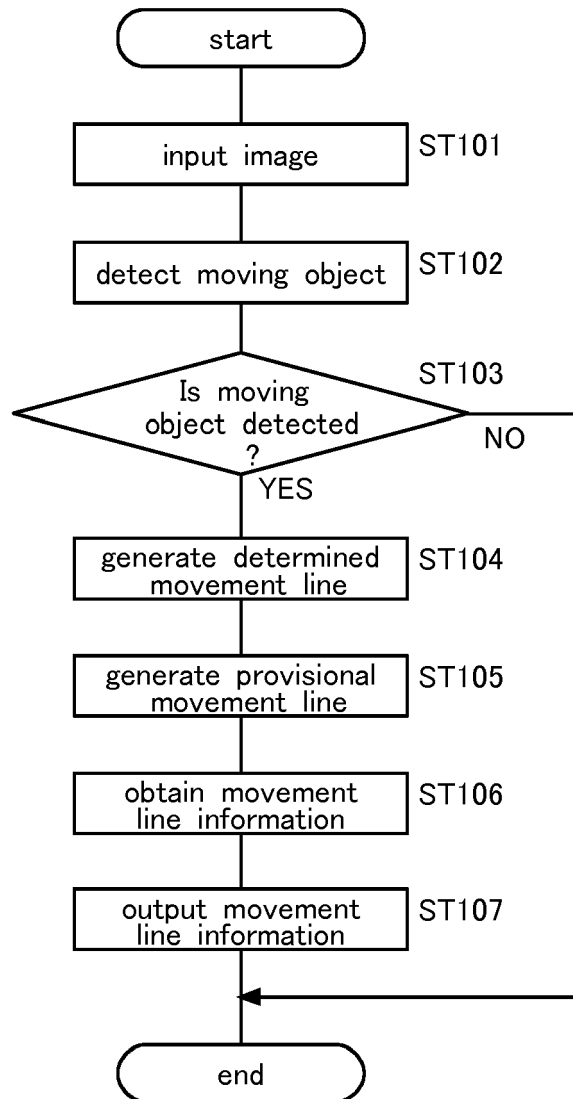 start
input image
ST101
detect moving object
ST102
ST103
Is moving
object detected
?
NO
YES
generate determined
movement line
ST104
generate provisional
movement line
ST105
obtain movement
line information
ST106
output movement
line information
ST107
end